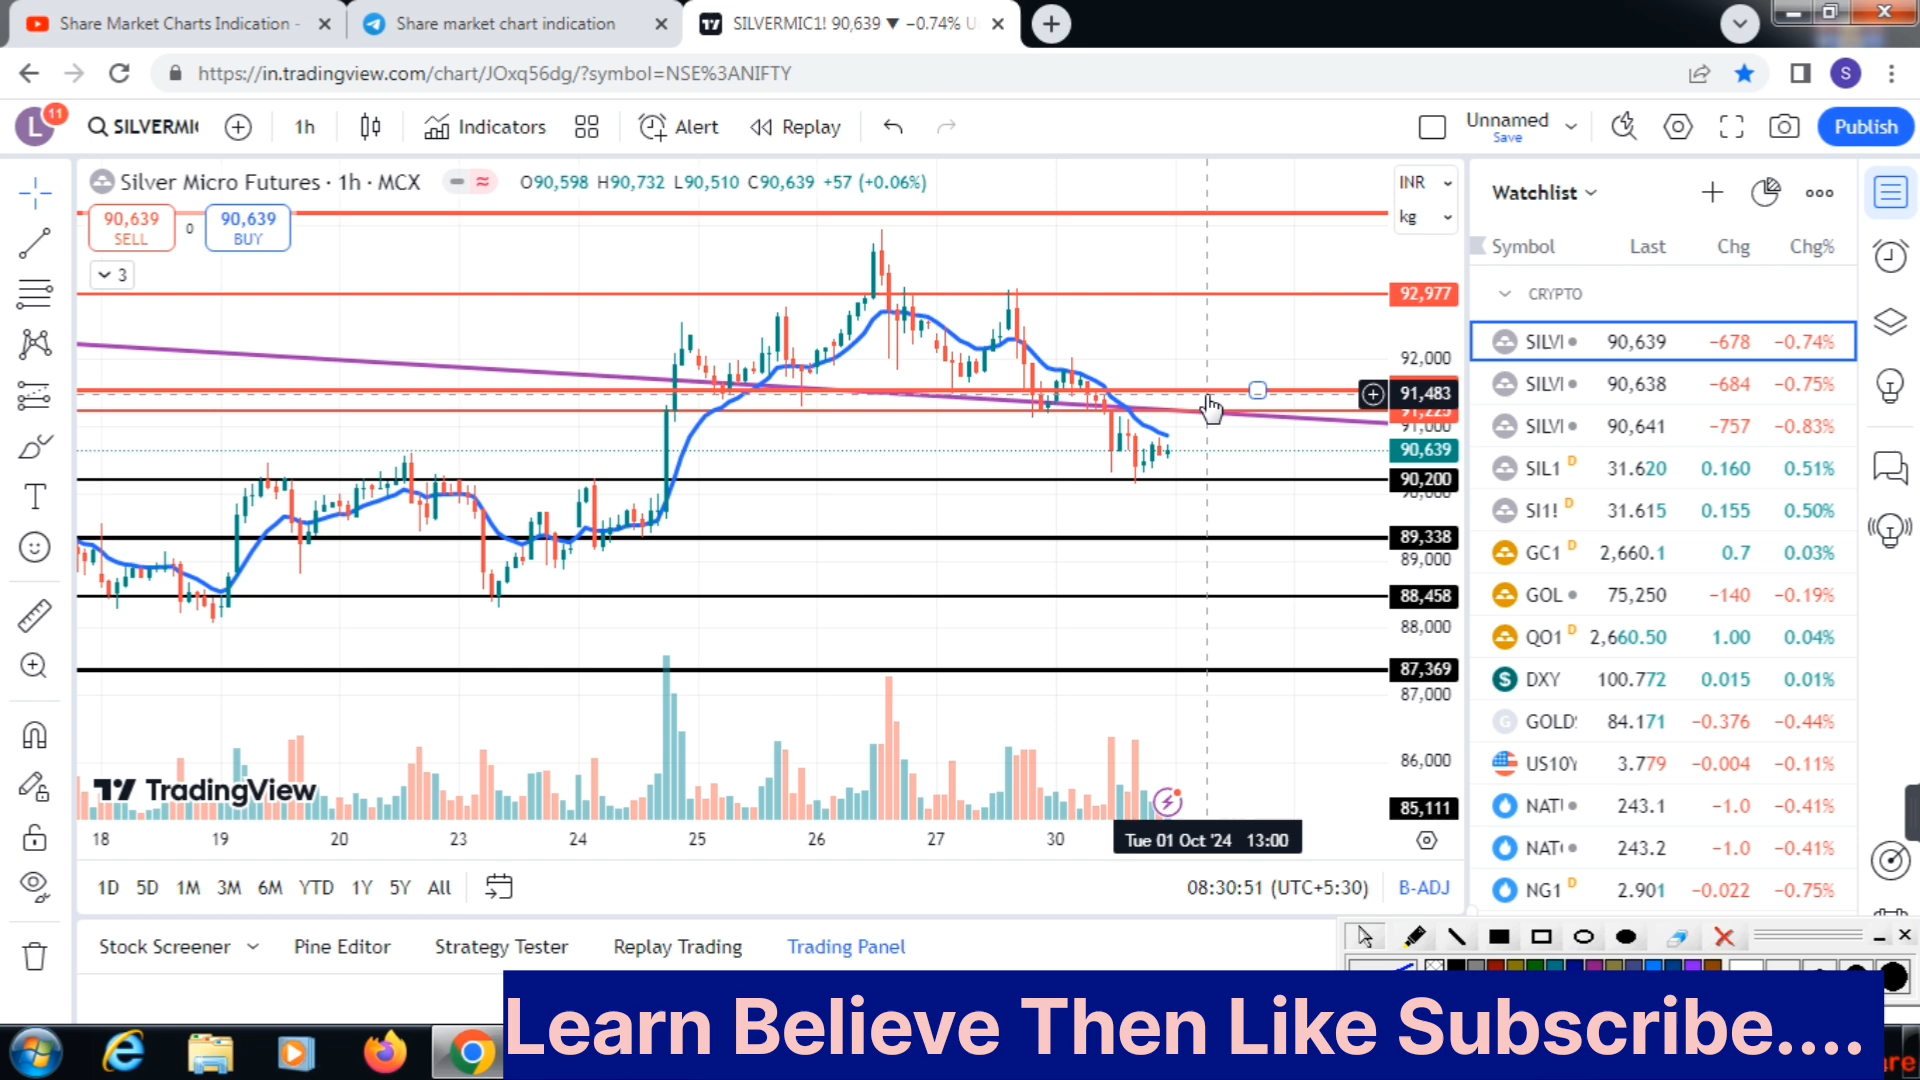 Share Market Charts Indication -
Share market chart indication
SILVERMIC1! 90,639 ▼ −0.74% U
https://in.tradingview.com/chart/JOxq56dg/?symbol=NSE%3ANIFTY
S
L
11
SILVERMI
1h
Indicators
Alert
Replay
Unnamed
Save
Publish
Silver Micro Futures · 1h · MCX
O90,598 H90,732 L90,510 C90,639 +57 (+0.06%)
90,639
SELL
0
90,639
BUY
3
INR
kg
92,977
92,000
91,483
91,225
91,000
90,639
90,200
90,000
89,338
89,000
88,458
88,000
87,369
87,000
86,000
85,111
TradingView
18 19 20 23 24 25 26 27 30
Tue 01 Oct '24 13:00
1D 5D 1M 3M 6M YTD 1Y 5Y All
08:30:51 (UTC+5:30)
B-ADJ
Stock Screener
Pine Editor
Strategy Tester
Replay Trading
Trading Panel
Watchlist
Symbol Last Chg Chg%
CRYPTO
SILVI 90,639 −678 −0.74%
SILVI 90,638 −684 −0.75%
SILVI 90,641 −757 −0.83%
SIL1 D 31.620 0.160 0.51%
SI1! D 31.615 0.155 0.50%
GC1 D 2,660.1 0.7 0.03%
GOL 75,250 −140 −0.19%
QO1 D 2,660.50 1.00 0.04%
DXY 100.772 0.015 0.01%
GOLD 84.171 −0.376 −0.44%
US10Y 3.779 −0.004 −0.11%
NAT 243.1 −1.0 −0.41%
NAT 243.2 −1.0 −0.41%
NG1 D 2.901 −0.022 −0.75%
Learn Believe Then Like Subscribe....